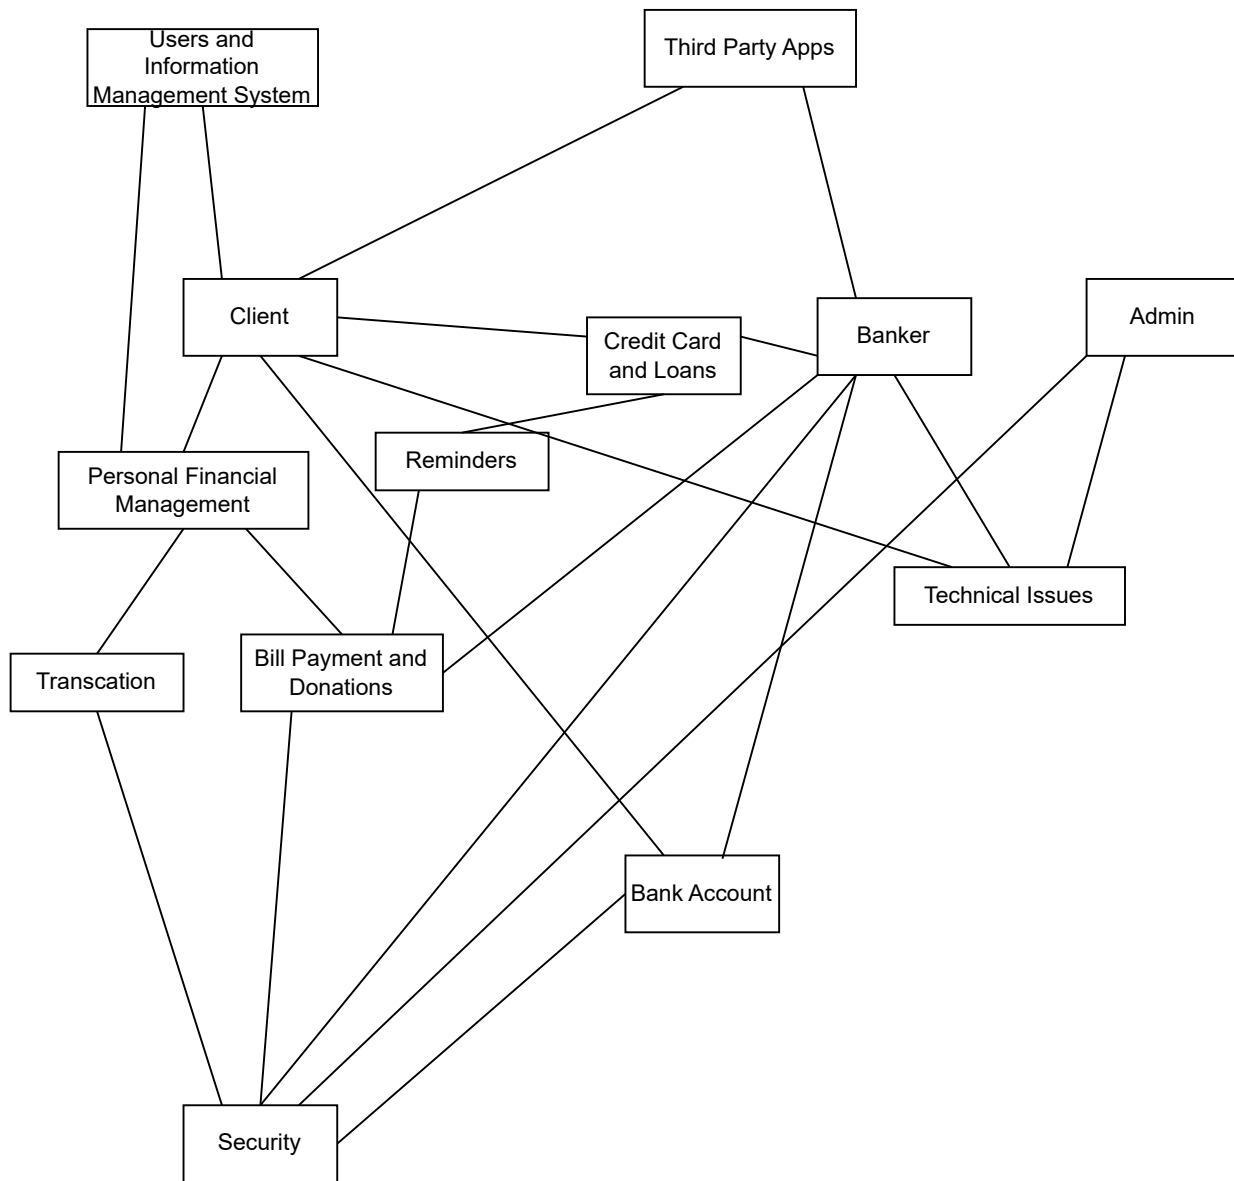 Users and
Information
Management System
Third Party Apps
Client
Credit Card
and Loans
Banker
Admin
Personal Financial
Management
Reminders
Technical Issues
Transcation
Bill Payment and
Donations
Bank Account
Security